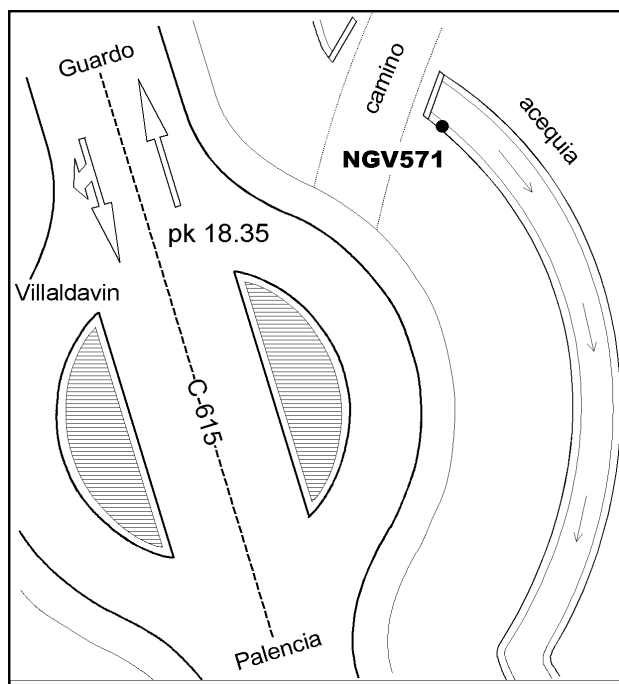 Guardo
camino
acequia
NGV571
pk 18.35
Villaldavin
C-615
Palencia